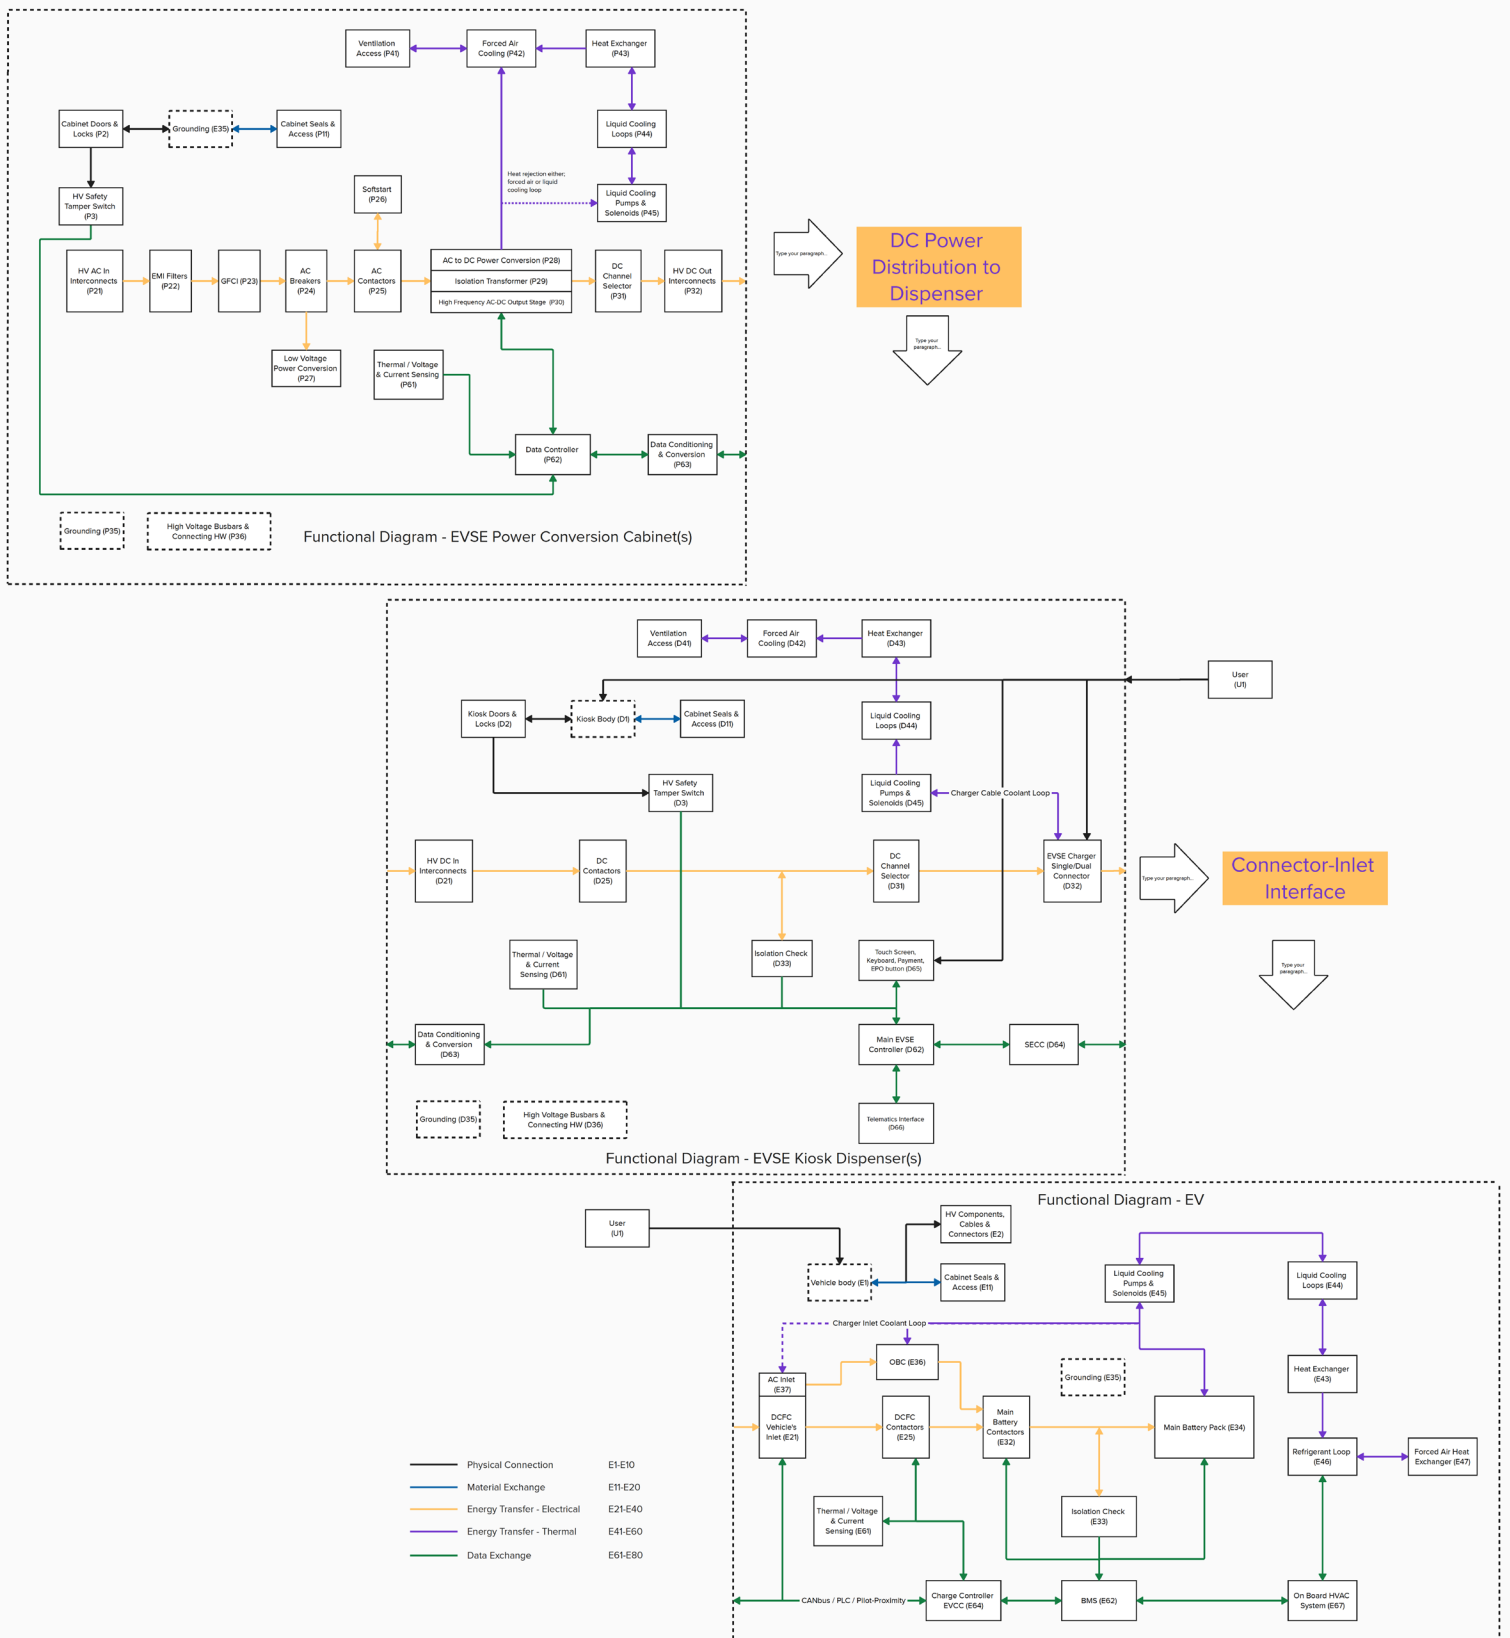 Ventilation
Access (P41)
Forced Air
Cooling (P42)
Heat Exchanger
(P43)
Cabinet Doors &
Locks (P2)
Grounding (E35)
Cabinet Seals &
Access (P11)
Liquid Cooling
Loops (P44)
Heat rejection either;
forced air or liquid
cooling loop
Liquid Cooling
Pumps &
Solenoids (P45)
HV Safety
Tamper Switch
(P3)
Softstart
(P26)
HV AC In
Interconnects
(P21)
EMI Filters
(P22)
GFCI (P23)
AC
Breakers
(P24)
AC
Contactors
(P25)
AC to DC Power Conversion (P28)
Isolation Transformer (P29)
High Frequency AC-DC Output Stage (P30)
DC
Channel
Selector
(P31)
HV DC Out
Interconnects
(P32)
Type your paragraph...
DC Power
Distribution to
Dispenser
Type your
paragraph...
Low Voltage
Power Conversion
(P27)
Thermal / Voltage
& Current Sensing
(P61)
Data Controller
(P62)
Data Conditioning
& Conversion
(P63)
Grounding (P35)
High Voltage Busbars &
Connecting HW (P36)
Functional Diagram - EVSE Power Conversion Cabinet(s)
Ventilation
Access (D41)
Forced Air
Cooling (D42)
Heat Exchanger
(D43)
User
(U1)
Kiosk Doors &
Locks (D2)
Kiosk Body (D1)
Cabinet Seals &
Access (D11)
Liquid Cooling
Loops (D44)
HV Safety
Tamper Switch
(D3)
Liquid Cooling
Pumps &
Solenoids (D45)
Charger Cable Coolant Loop
HV DC In
Interconnects
(D21)
DC
Contactors
(D25)
DC
Channel
Selector
(D31)
EVSE Charger
Single/Dual
Connector
(D32)
Type your paragraph...
Connector-Inlet
Interface
Type your
paragraph...
Thermal / Voltage
& Current
Sensing (D61)
Isolation Check
(D33)
Touch Screen,
Keyboard, Payment,
EPO button (D65)
Data Conditioning
& Conversion
(D63)
Main EVSE
Controller (D62)
SECC (D64)
Grounding (D35)
High Voltage Busbars &
Connecting HW (D36)
Telematics Interface
(D66)
Functional Diagram - EVSE Kiosk Dispenser(s)
Functional Diagram - EV
User
(U1)
HV Components,
Cables &
Connectors (E2)
Vehicle body (E1)
Cabinet Seals &
Access (E11)
Liquid Cooling
Pumps &
Solenoids (E45)
Liquid Cooling
Loops (E44)
Charger Inlet Coolant Loop
OBC (E36)
Grounding (E35)
Heat Exchanger
(E43)
AC Inlet
(E37)
DCFC
Vehicle's
Inlet (E21)
DCFC
Contactors
(E25)
Main
Battery
Contactors
(E32)
Main Battery Pack (E34)
Refrigerant Loop
(E46)
Forced Air Heat
Exchanger (E47)
Thermal / Voltage
& Current
Sensing (E61)
Isolation Check
(E33)
CANbus / PLC / Pilot-Proximity
Charge Controller
EVCC (E64)
BMS (E62)
On Board HVAC
System (E67)
Physical Connection E1-E10
Material Exchange E11-E20
Energy Transfer - Electrical E21-E40
Energy Transfer - Thermal E41-E60
Data Exchange E61-E80